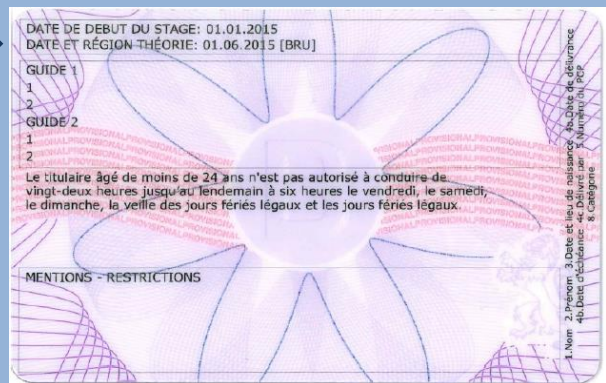 DATE DE DEBUT DU STAGE: 01.01.2015
DATE ET RÉGION THÉORIE: 01.06.2015 [BRU]
GUIDE 1
1
2
GUIDE 2
1
2
Le titulaire âgé de moins de 24 ans n'est pas autorisé à conduire de
vingt-deux heures jusqu'au lendemain à six heures le vendredi, le samedi,
le dimanche, la veille des jours fériés légaux et les jours fériés légaux.
MENTIONS - RESTRICTIONS
1.Nom 2.Prénom 3.Date et lieu de naissance 4b.Date de délivrance
4b.Date d'échéance 4c.Délivré par 5.Numéro du PCP
8.Catégorie
PROVISIONAL